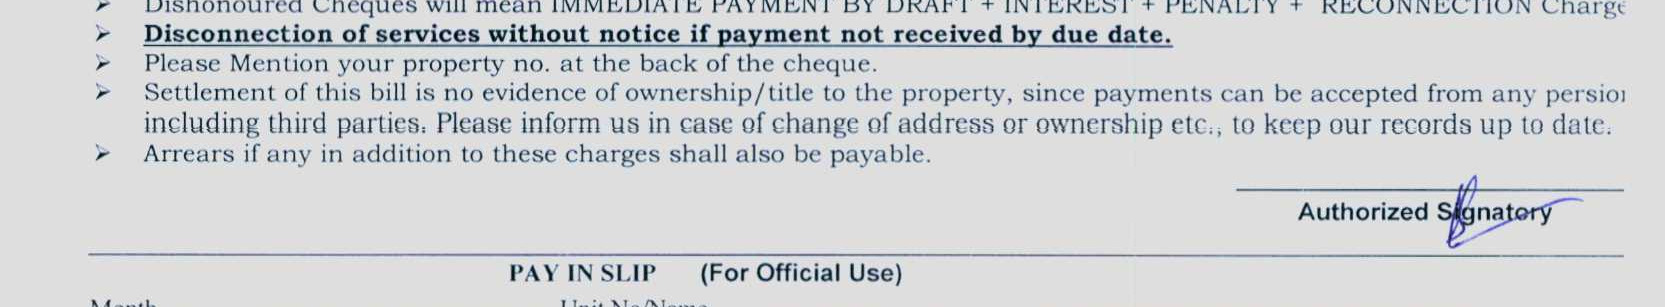 ➢ Dishonoured Cheques will mean IMMEDIATE PAYMENT BY DRAFT + INTEREST + PENALTY + RECONNECTION Charge
➢ Disconnection of services without notice if payment not received by due date.
➢ Please Mention your property no. at the back of the cheque.
➢ Settlement of this bill is no evidence of ownership/title to the property, since payments can be accepted from any persion
including third parties. Please inform us in case of change of address or ownership etc., to keep our records up to date.
➢ Arrears if any in addition to these charges shall also be payable.
Authorized Signatory
PAY IN SLIP (For Official Use)
Month Unit No/Name